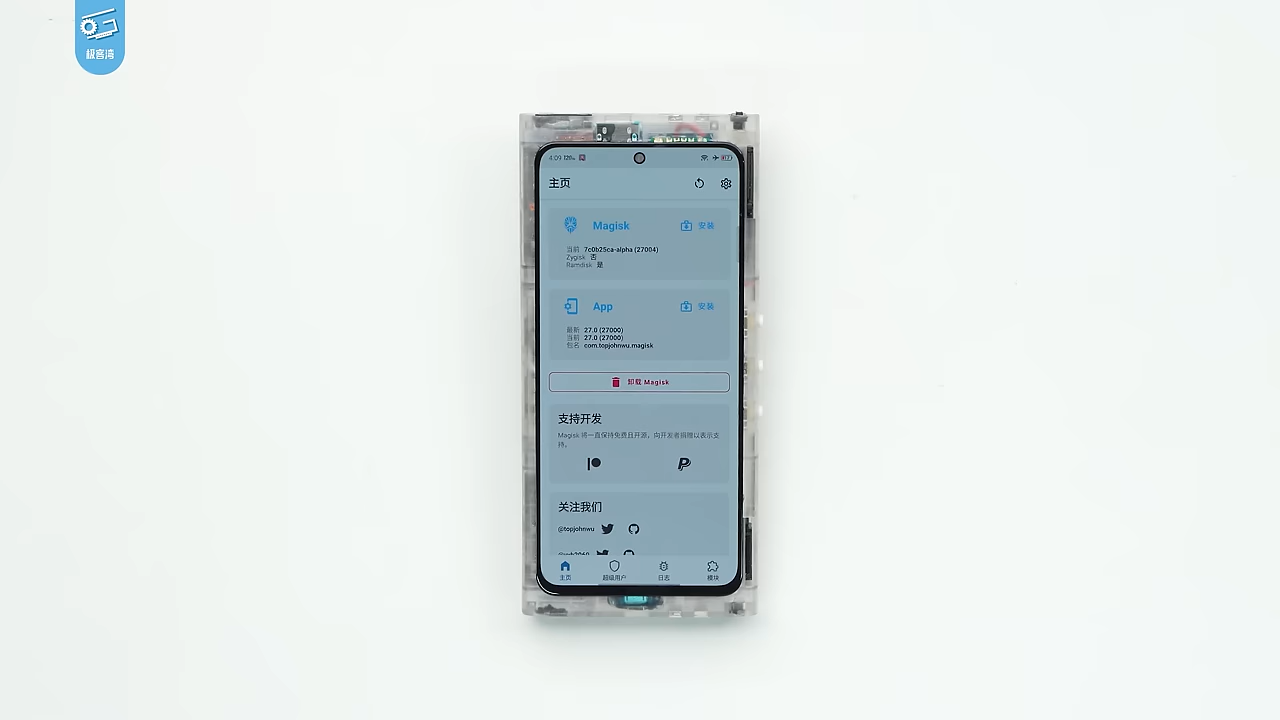 极客湾
4:09
主页
Magisk
安装
当前 7c0b25ca-alpha (27004)
Zygisk 否
Ramdisk 是
App
安装
最新 27.0 (27000)
当前 27.0 (27000)
包名 com.topjohnwu.magisk
卸载 Magisk
支持开发
Magisk 将一直保持免费且开源，向开发者捐赠以表示支
持。
关注我们
@topjohnwu
主页 超级用户 日志 模块